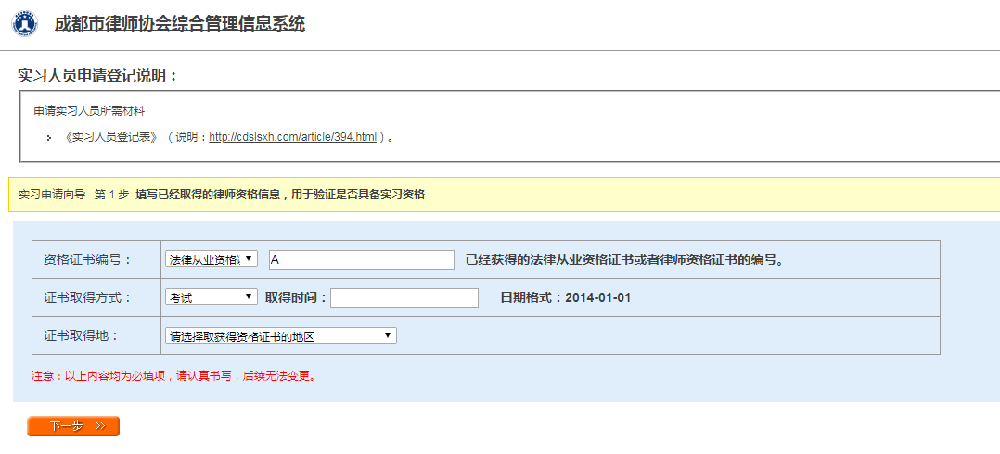 成都市律师协会综合管理信息系统
实习人员申请登记说明：
申请实习人员所需材料
《实习人员登记表》（说明：http://cdslsxh.com/article/394.html）。
实习申请向导 第 1 步 填写已经取得的律师资格信息，用于验证是否具备实习资格
资格证书编号： 法律从业资格 A 已经获得的法律从业资格证书或者律师资格证书的编号。
证书取得方式： 考试 取得时间： 日期格式：2014-01-01
证书取得地： 请选择取获得资格证书的地区
注意：以上内容均为必填项，请认真书写，后续无法变更。
下一步 >>